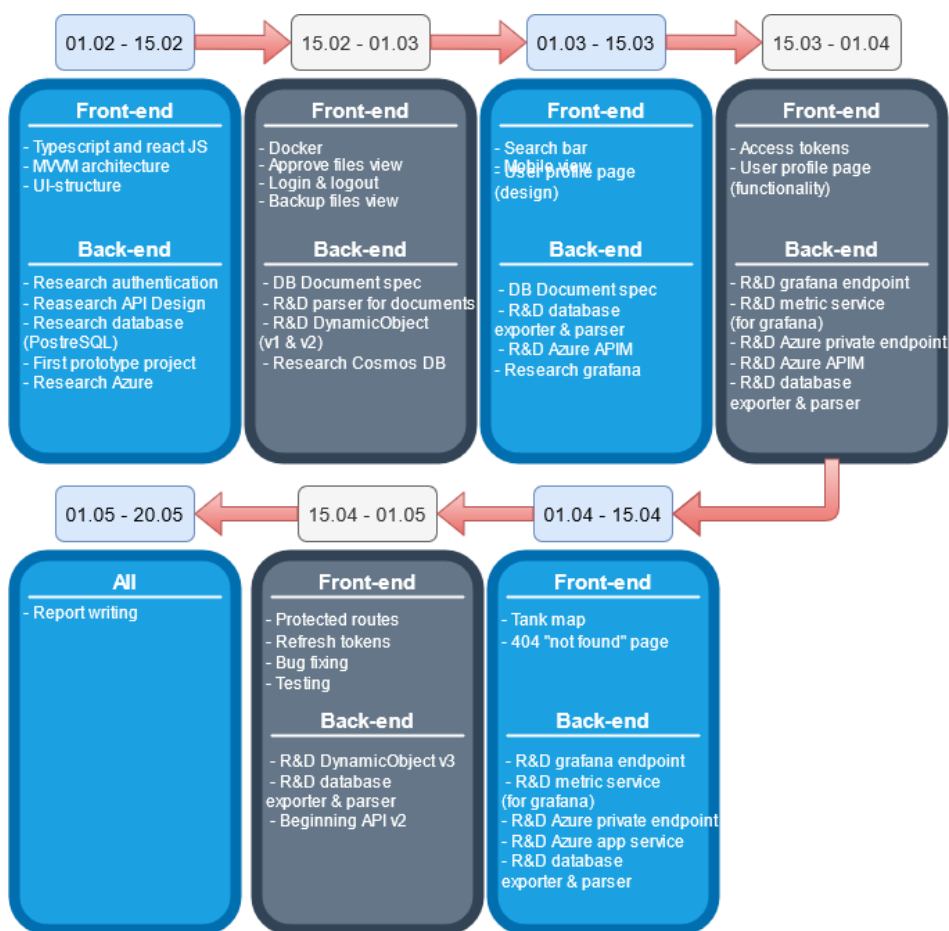 01.02 - 15.02
15.02 - 01.03
01.03 - 15.03
15.03 - 01.04
Front-end
- Typescript and react JS
- MVVM architecture
- UI-structure
Back-end
- Research authentication
- Reasearch API Design
- Research database
(PostreSQL)
- First prototype project
- Research Azure
Front-end
- Docker
- Approve files view
- Login & logout
- Backup files view
Back-end
- DB Document spec
- R&D parser for documents
- R&D DynamicObject
(v1 & v2)
- Research Cosmos DB
Front-end
- Search bar
- Mobile view
- User profile page
(design)
Back-end
- DB Document spec
- R&D database
exporter & parser
- R&D Azure APIM
- Research grafana
Front-end
- Access tokens
- User profile page
(functionality)
Back-end
- R&D grafana endpoint
- R&D metric service
(for grafana)
- R&D Azure private endpoint
- R&D Azure APIM
- R&D database
exporter & parser
01.05 - 20.05
15.04 - 01.05
01.04 - 15.04
All
- Report writing
Front-end
- Protected routes
- Refresh tokens
- Bug fixing
- Testing
Back-end
- R&D DynamicObject v3
- R&D database
exporter & parser
- Beginning API v2
Front-end
- Tank map
- 404 "not found" page
Back-end
- R&D grafana endpoint
- R&D metric service
(for grafana)
- R&D Azure private endpoint
- R&D Azure app service
- R&D database
exporter & parser